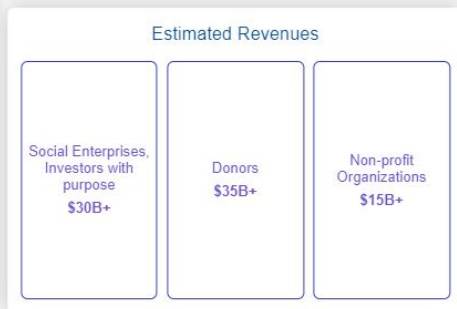 Estimated Revenues
Social Enterprises,
Investors with
purpose
$30B+
Donors
$35B+
Non-profit
Organizations
$15B+